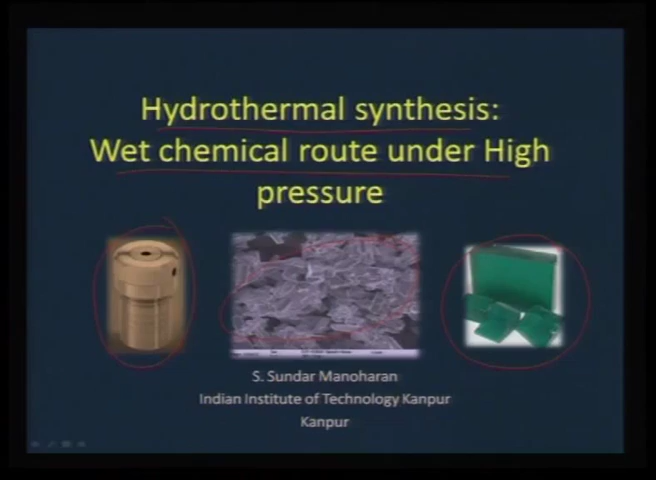 Hydrothermal synthesis:
Wet chemical route under High
pressure
S. Sundar Manoharan
Indian Institute of Technology Kanpur
Kanpur